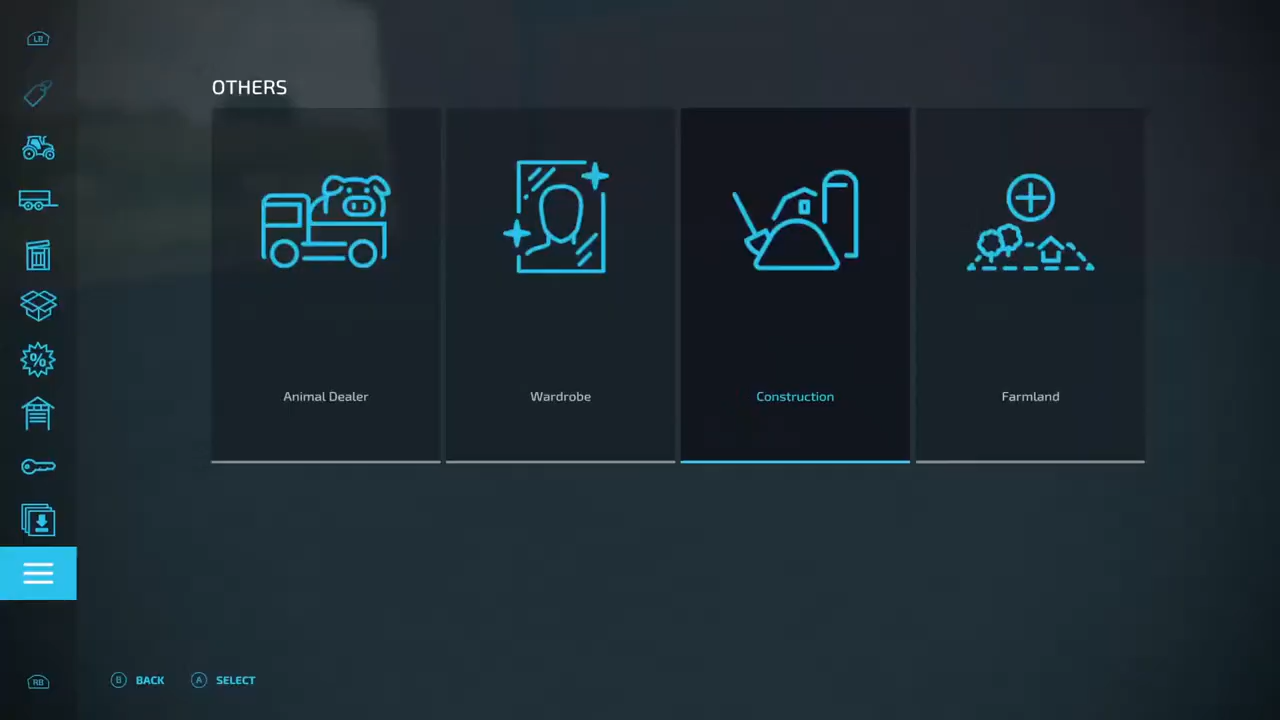 LB
OTHERS
Animal Dealer
Wardrobe
Construction
Farmland
%
RB
B BACK
A SELECT